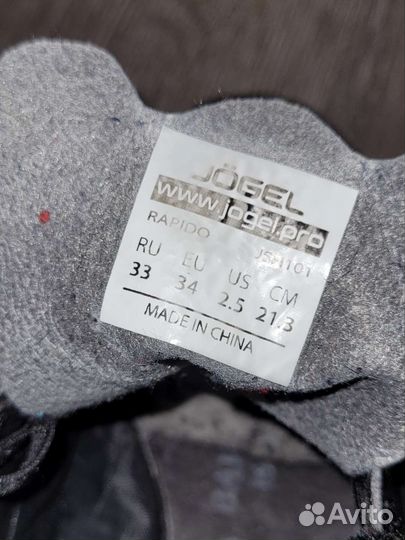 JÖGEL
www.jogel.pro
RAPIDO JSH101
RU EU US CM
33 34 2.5 21.3
MADE IN CHINA
Avito